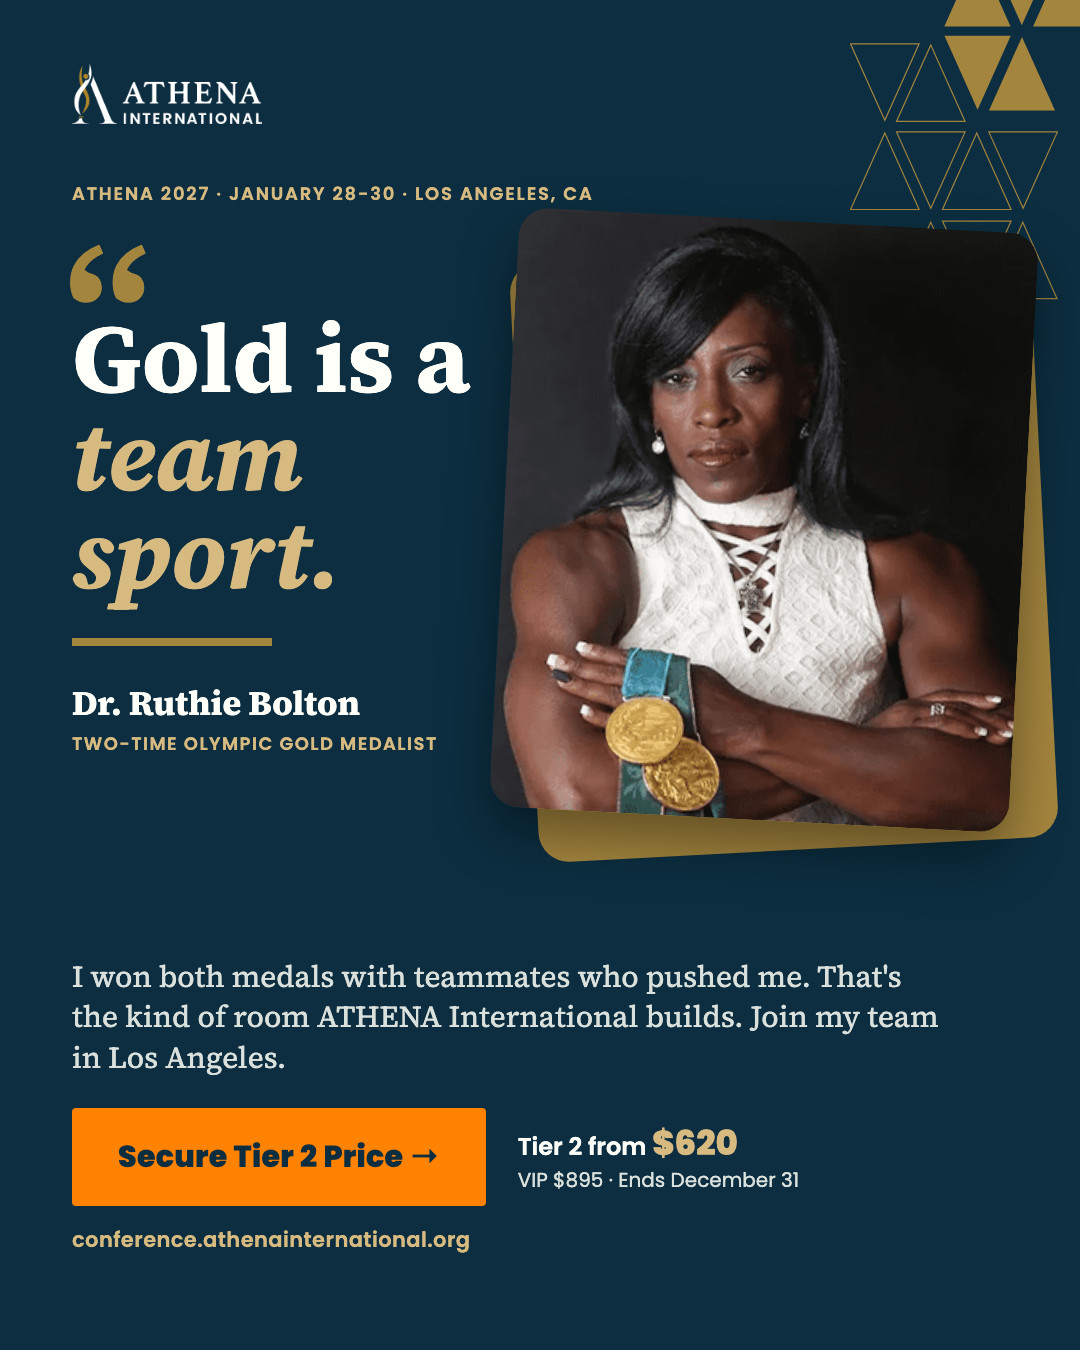 ATHENA
INTERNATIONAL
ATHENA 2027 · JANUARY 28–30 · LOS ANGELES, CA
“
Gold is a
team
sport.
Dr. Ruthie Bolton
TWO-TIME OLYMPIC GOLD MEDALIST
I won both medals with teammates who pushed me. That's
the kind of room ATHENA International builds. Join my team
in Los Angeles.
Secure Tier 2 Price →
Tier 2 from $620
VIP $895 · Ends December 31
conference.athenainternational.org